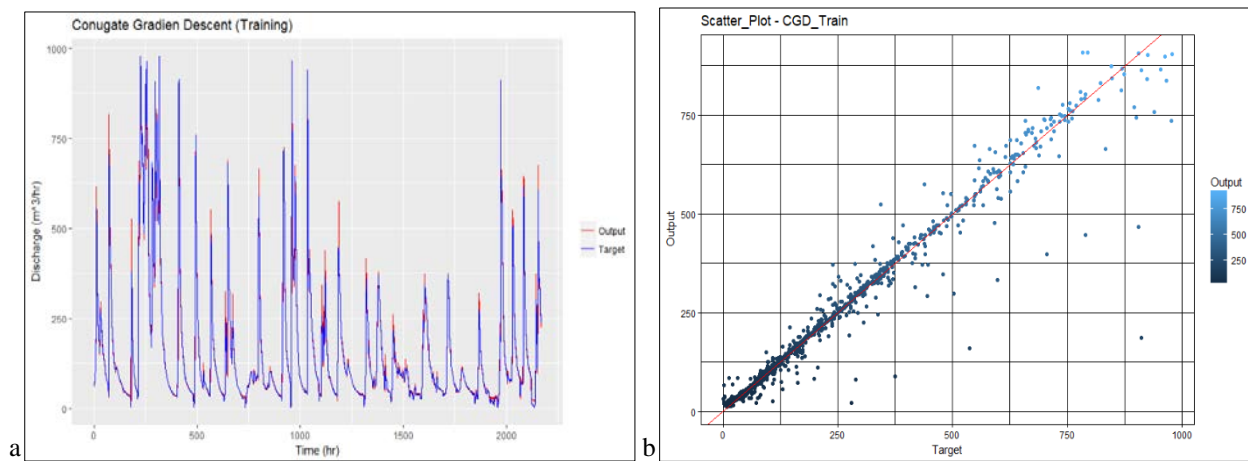 Conugate Gradien Descent (Training)
1000
750
500
250
0
Discharge (m^3/hr)
0
500
1000
1500
2000
Time (hr)
Output
Target
a
Scatter_Plot - CGD_Train
750
500
250
0
Output
0
250
500
750
1000
Target
Output
750
500
250
b